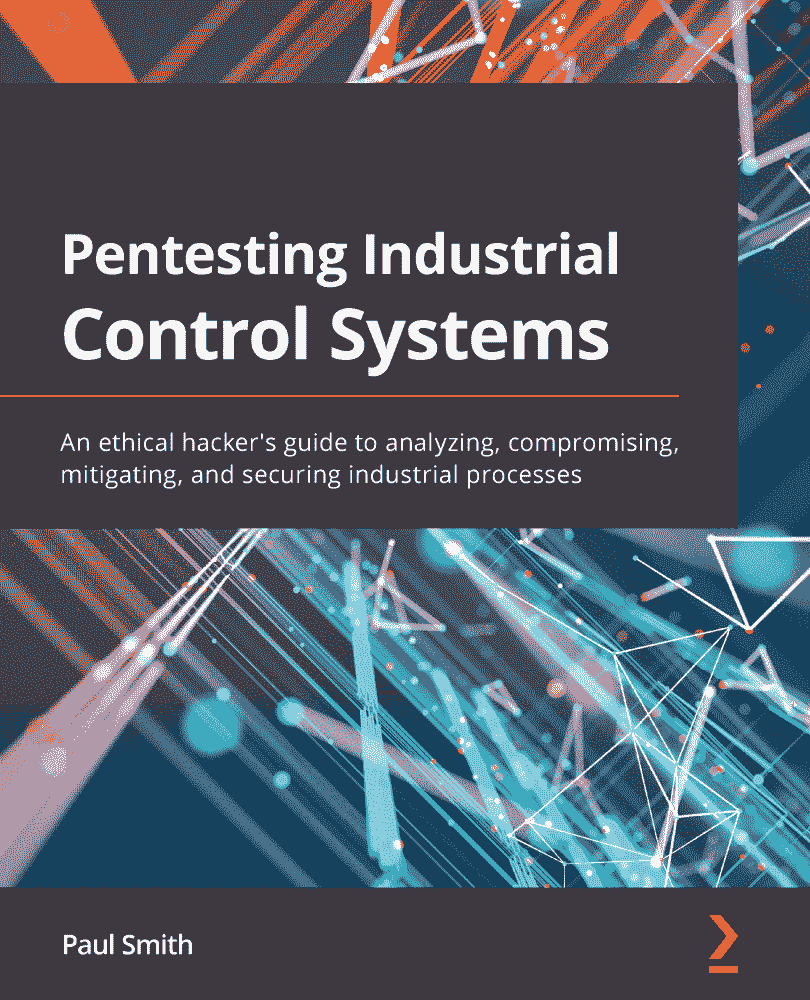 Pentesting Industrial
Control Systems
An ethical hacker's guide to analyzing, compromising,
mitigating, and securing industrial processes
Paul Smith